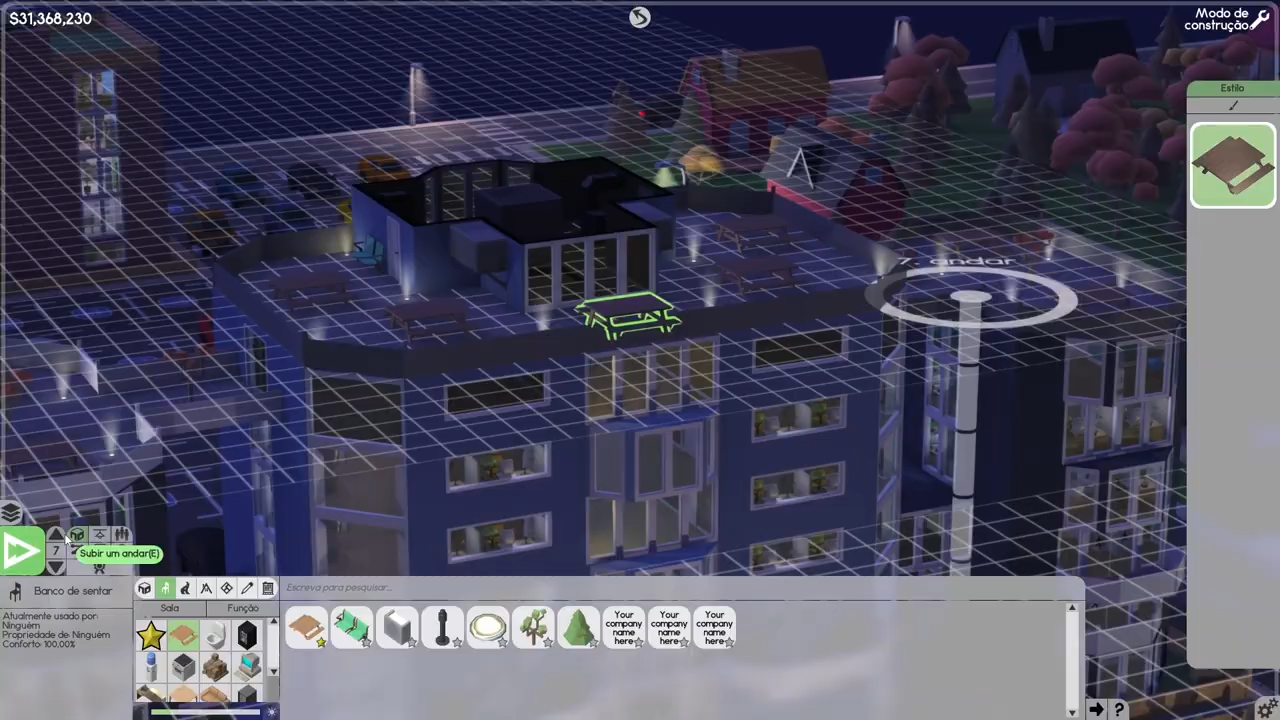 $31,368,230
Modo de
construção
Estilo
7. andar
Subir um andar(E)
7
Banco de sentar
Escreva para pesquisar...
Atualmente usado por:
Ninguém
Propriedade de: Ninguém
Conforto: 100,00%
Sala
Função
Your
company
name
here
Your
company
name
here
Your
company
name
here
?